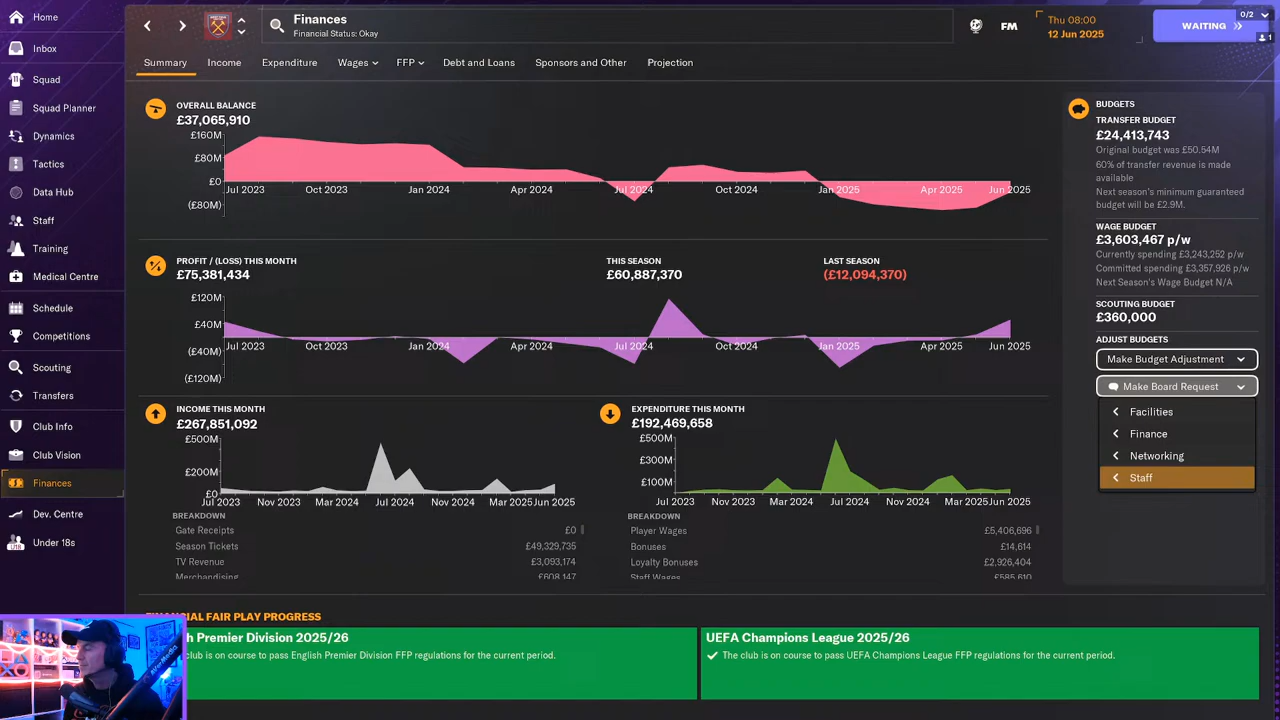 Home
Inbox
Squad
Squad Planner
Dynamics
Tactics
Data Hub
Staff
Training
Medical Centre
Schedule
Competitions
Scouting
Transfers
Club Info
Club Vision
Finances
Dev. Centre
Under 18s
Finances
Financial Status: Okay
FM
Thu 08:00
12 Jun 2025
WAITING
0/2
1
Summary
Income
Expenditure
Wages
FFP
Debt and Loans
Sponsors and Other
Projection
OVERALL BALANCE
£37,065,910
£160M
£80M
£0
(£80M)
Jul 2023 Oct 2023 Jan 2024 Apr 2024 Jul 2024 Oct 2024 Jan 2025 Apr 2025 Jun 2025
PROFIT / (LOSS) THIS MONTH
£75,381,434
THIS SEASON
£60,887,370
LAST SEASON
(£12,094,370)
£120M
£40M
(£40M)
(£120M)
Jul 2023 Oct 2023 Jan 2024 Apr 2024 Jul 2024 Oct 2024 Jan 2025 Apr 2025 Jun 2025
INCOME THIS MONTH
£267,851,092
£500M
£200M
£0
Jul 2023 Nov 2023 Mar 2024 Jul 2024 Nov 2024 Mar 2025 Jun 2025
BREAKDOWN
Gate Receipts £0
Season Tickets £49,329,735
TV Revenue £3,093,174
Merchandising £608,147
EXPENDITURE THIS MONTH
£192,469,658
£500M
£300M
£100M
Jul 2023 Nov 2023 Mar 2024 Jul 2024 Nov 2024 Mar 2025 Jun 2025
BREAKDOWN
Player Wages £5,406,696
Bonuses £14,614
Loyalty Bonuses £2,926,404
Staff Wages £585,610
BUDGETS
TRANSFER BUDGET
£24,413,743
Original budget was £50.54M
60% of transfer revenue is made
available
Next season's minimum guaranteed
budget will be £2.9M.
WAGE BUDGET
£3,603,467 p/w
Currently spending £3,243,252 p/w
Committed spending £3,357,926 p/w
Next Season's Wage Budget N/A
SCOUTING BUDGET
£360,000
ADJUST BUDGETS
Make Budget Adjustment
Make Board Request
Facilities
Finance
Networking
Staff
FINANCIAL FAIR PLAY PROGRESS
h Premier Division 2025/26
club is on course to pass English Premier Division FFP regulations for the current period.
UEFA Champions League 2025/26
The club is on course to pass UEFA Champions League FFP regulations for the current period.